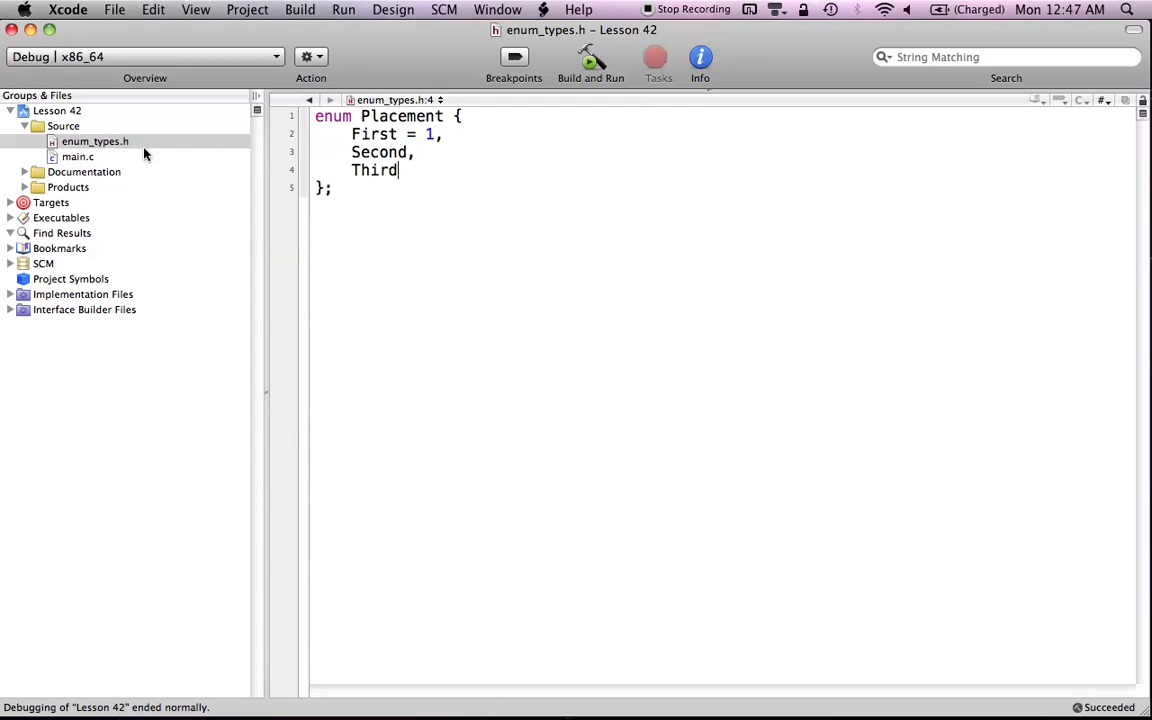 Xcode File Edit View Project Build Run Design SCM Window Help Stop Recording (Charged) Mon 12:47 AM
enum_types.h – Lesson 42
Debug | x86_64
String Matching
Overview Action Breakpoints Build and Run Tasks Info Search
Groups & Files
enum_types.h:4
Lesson 42
Source
enum_types.h
main.c
Documentation
Products
Targets
Executables
Find Results
Bookmarks
SCM
Project Symbols
Implementation Files
Interface Builder Files
1 enum Placement {
2 First = 1,
3 Second,
4 Third
5 };
Debugging of "Lesson 42" ended normally.
Succeeded